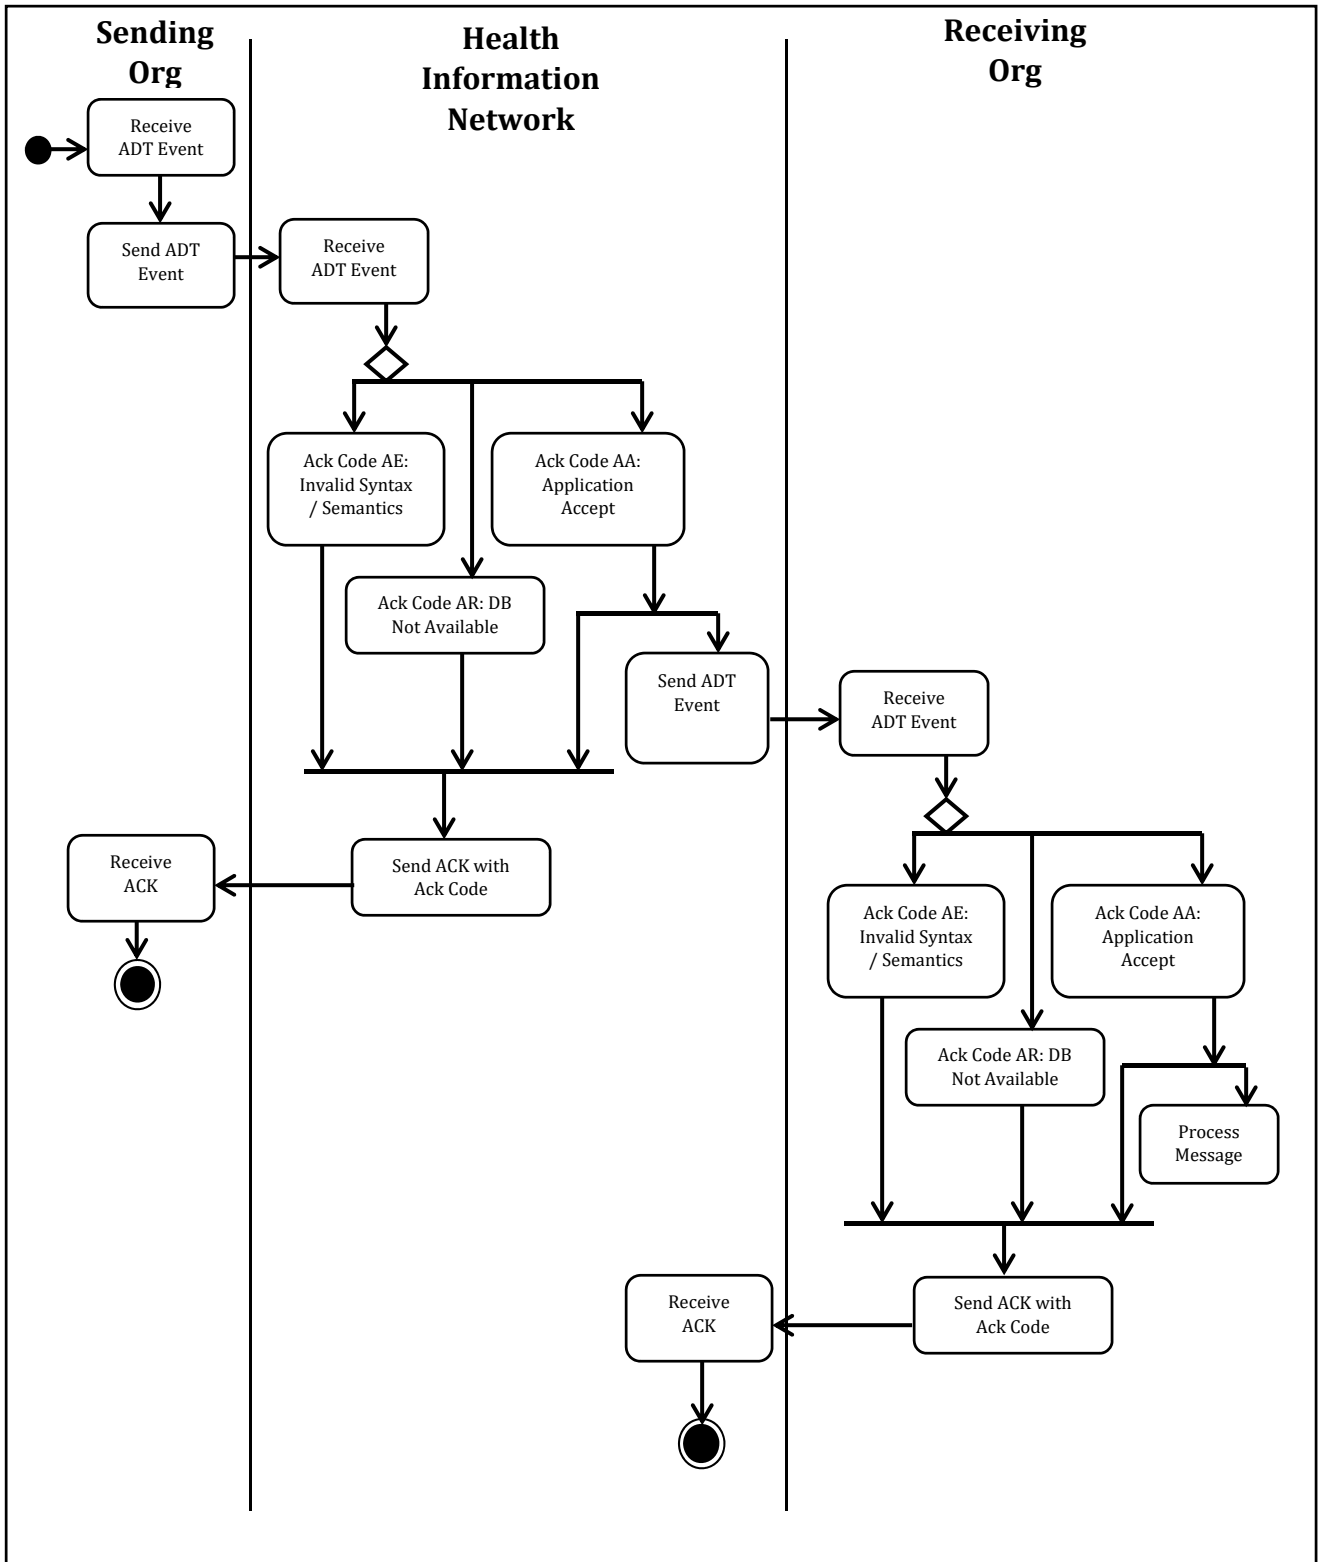 Sending
Org
Health
Information
Network
Receiving
Org
Receive
ADT Event
Send ADT
Event
Receive
ADT Event
Ack Code AE:
Invalid Syntax
/ Semantics
Ack Code AA:
Application
Accept
Ack Code AR: DB
Not Available
Send ADT
Event
Receive
ADT Event
Receive
ACK
Send ACK with
Ack Code
Ack Code AE:
Invalid Syntax
/ Semantics
Ack Code AA:
Application
Accept
Ack Code AR: DB
Not Available
Process
Message
Receive
ACK
Send ACK with
Ack Code